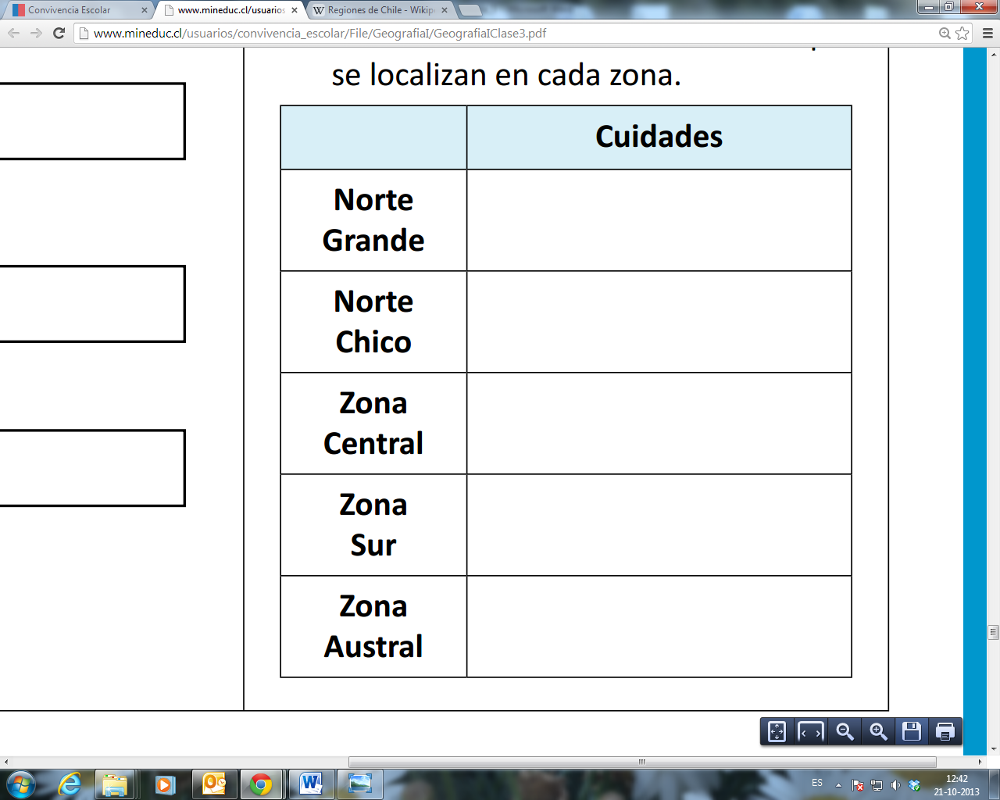 Convivencia Escolar
www.mineduc.cl/usuarios
Regiones de Chile - Wikip
www.mineduc.cl/usuarios/convivencia_escolar/File/GeografiaI/GeografiaIClase3.pdf
se localizan en cada zona.
Cuidades
Norte
Grande
Norte
Chico
Zona
Central
Zona
Sur
Zona
Austral
ES
12:42
21-10-2013